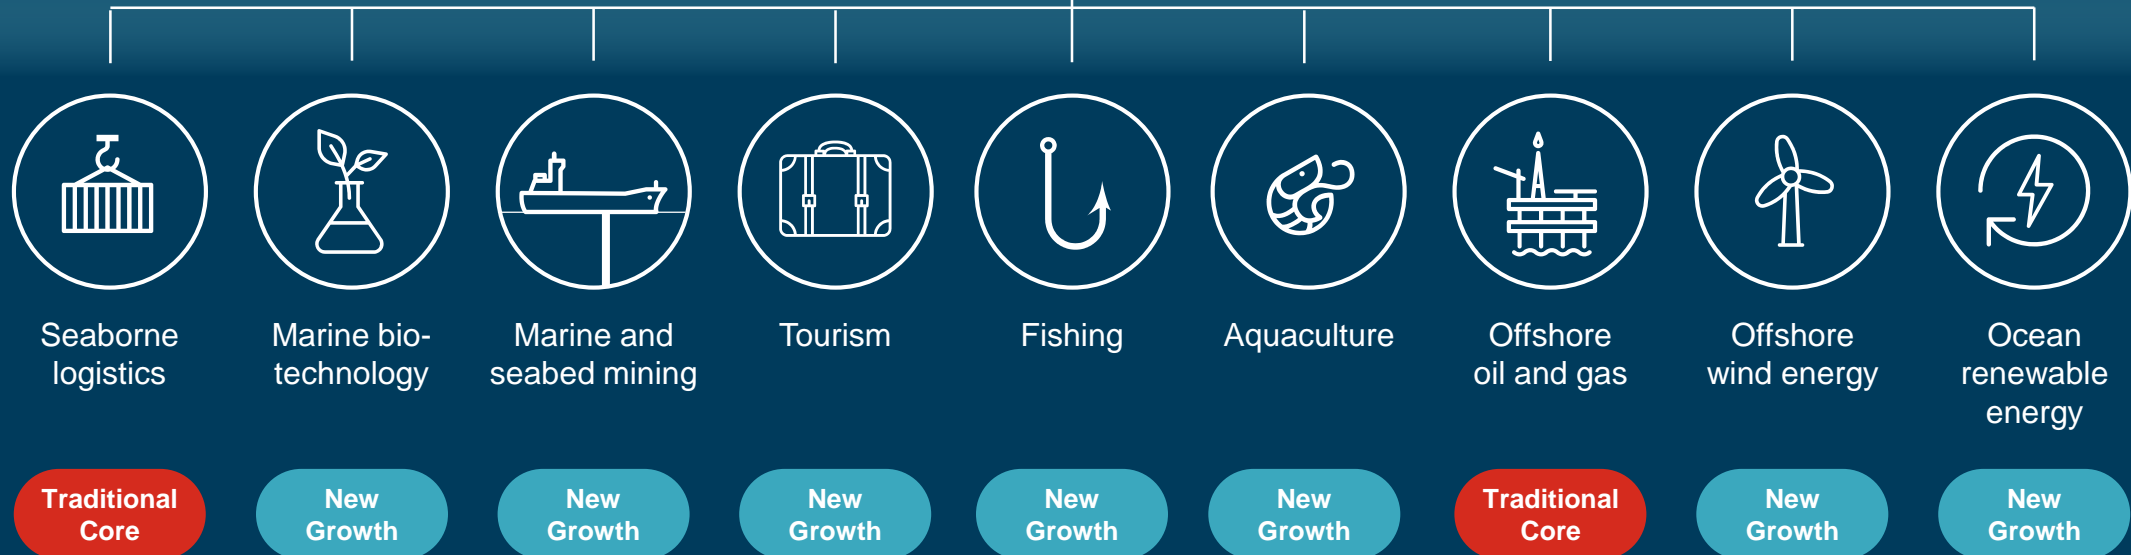 Seaborne
logistics
Marine bio-
technology
Marine and
seabed mining
Tourism
Fishing
Aquaculture
Offshore
oil and gas
Offshore
wind energy
Ocean
renewable
energy
Traditional
Core
New
Growth
New
Growth
New
Growth
New
Growth
New
Growth
Traditional
Core
New
Growth
New
Growth